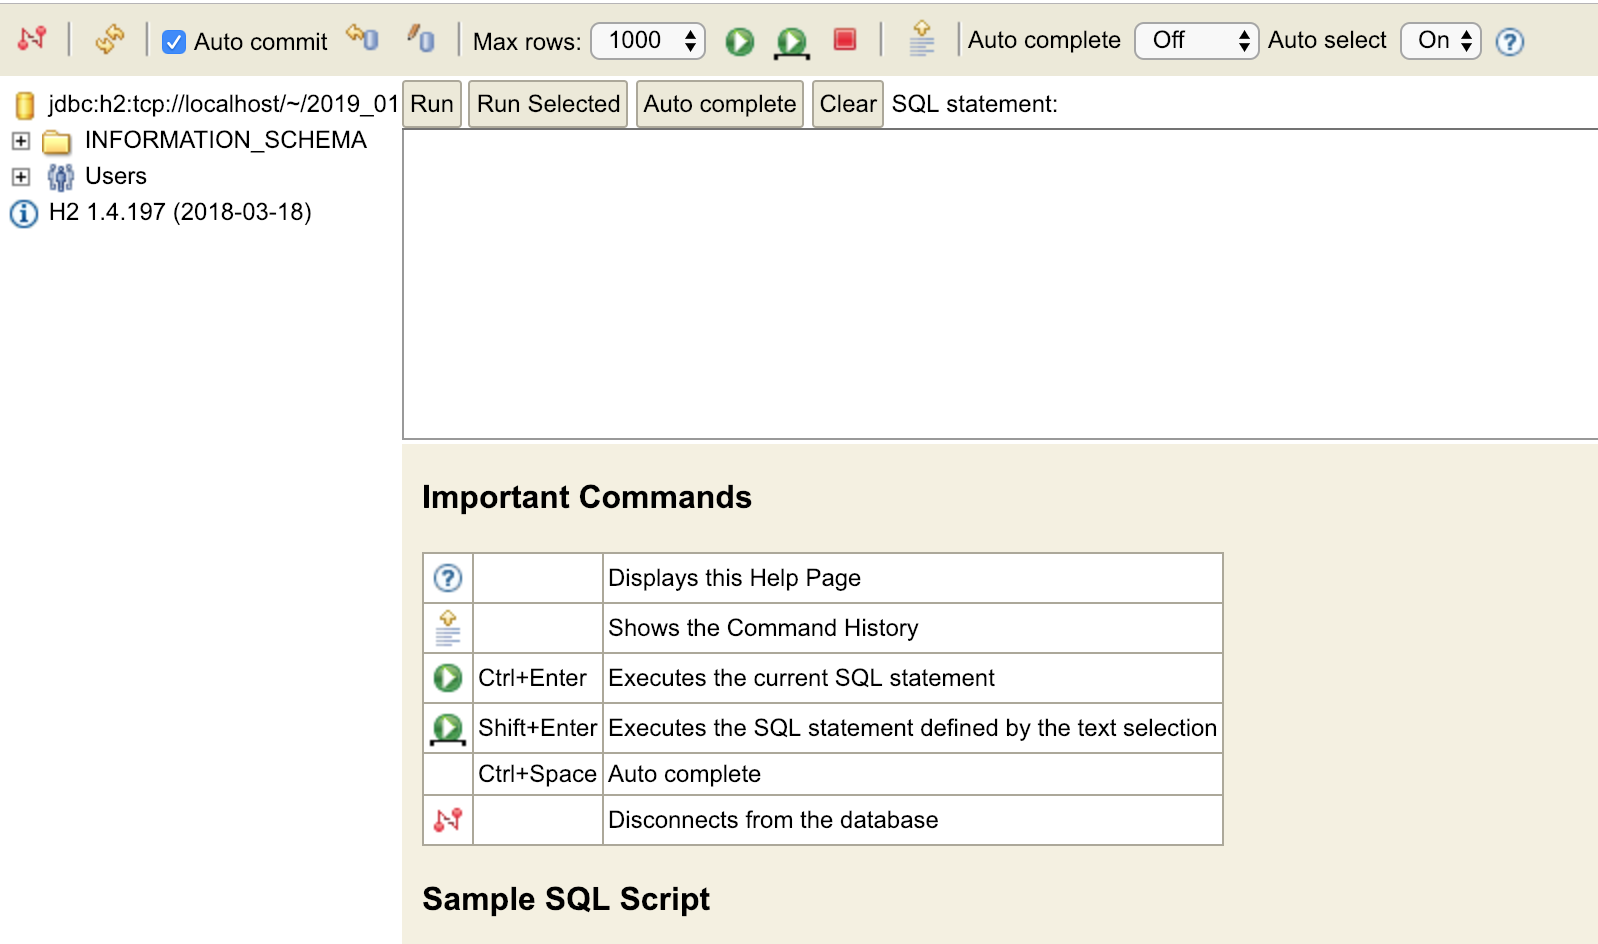 Auto commit Max rows: 1000 Auto complete Off Auto select On
jdbc:h2:tcp://localhost/~/2019_01
INFORMATION_SCHEMA
Users
H2 1.4.197 (2018-03-18)
Run Run Selected Auto complete Clear SQL statement:
Important Commands
Displays this Help Page
Shows the Command History
Ctrl+Enter Executes the current SQL statement
Shift+Enter Executes the SQL statement defined by the text selection
Ctrl+Space Auto complete
Disconnects from the database
Sample SQL Script